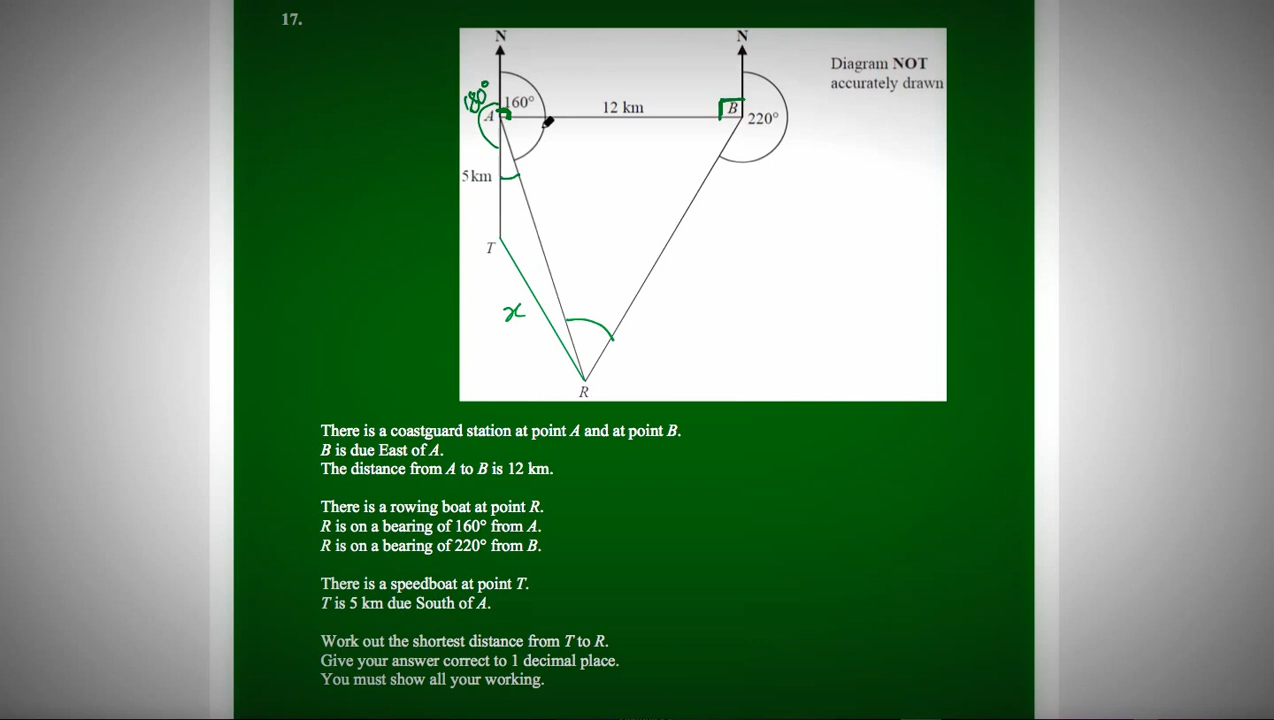 17.
N
N
Diagram NOT
accurately drawn
180°
160°
12 km
A
B
220°
5 km
T
x
R
There is a coastguard station at point A and at point B.
B is due East of A.
The distance from A to B is 12 km.
There is a rowing boat at point R.
R is on a bearing of 160° from A.
R is on a bearing of 220° from B.
There is a speedboat at point T.
T is 5 km due South of A.
Work out the shortest distance from T to R.
Give your answer correct to 1 decimal place.
You must show all your working.